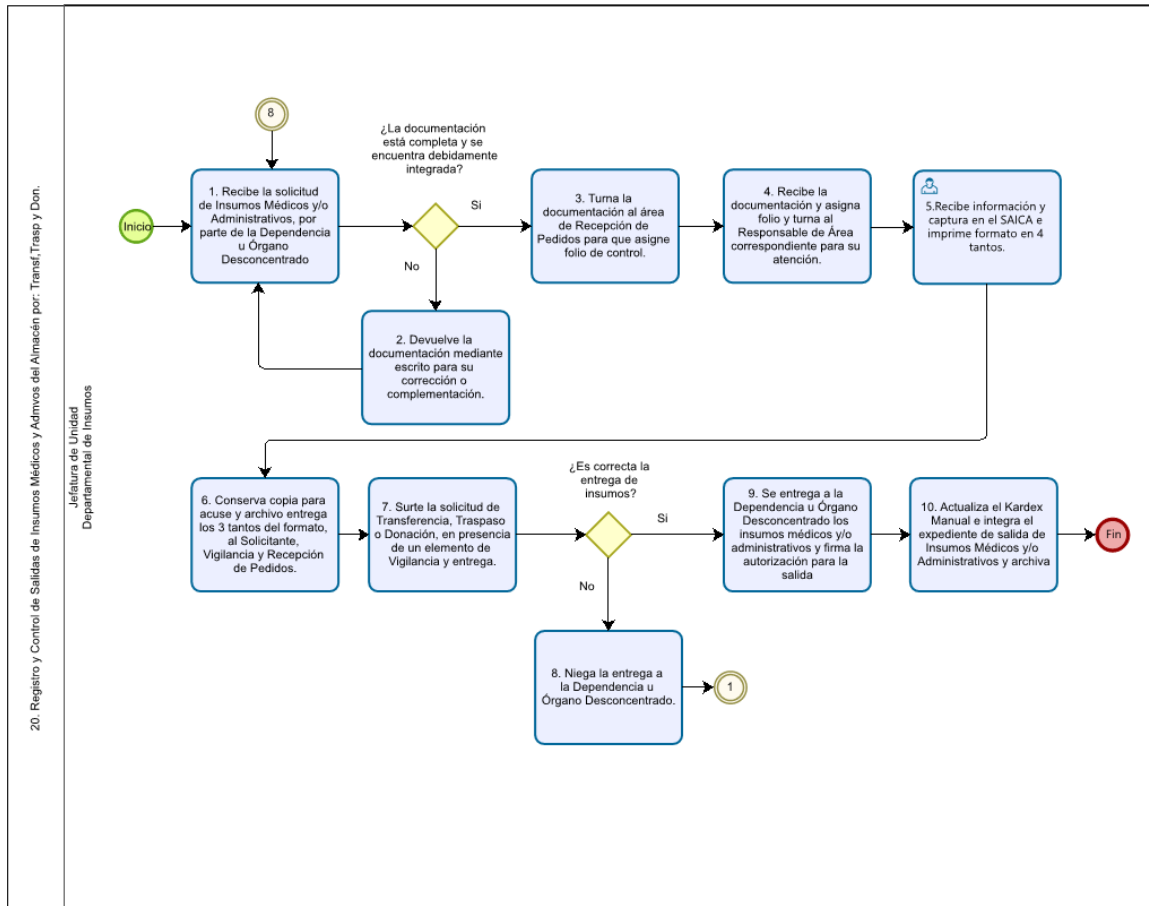 20. Registro y Control de Salidas de Insumos Médicos y Admvos del Almacén por: Transf,Trasp y Don.
Jefatura de Unidad
Departamental de Insumos
8
¿La documentación
está completa y se
encuentra debidamente
integrada?
Inicio
1. Recibe la solicitud
de Insumos Médicos y/o
Administrativos, por
parte de la Dependencia
u Órgano
Desconcentrado
Si
No
2. Devuelve la
documentación mediante
escrito para su
corrección o
complementación.
3. Turna la
documentación al área
de Recepción de
Pedidos para que asigne
folio de control.
4. Recibe la
documentación y asigna
folio y turna al
Responsable de Área
correspondiente para su
atención.
5.Recibe información y
captura en el SAICA e
imprime formato en 4
tantos.
6. Conserva copia para
acuse y archivo entrega
los 3 tantos del formato,
al Solicitante,
Vigilancia y Recepción
de Pedidos.
7. Surte la solicitud de
Transferencia, Traspaso
o Donación, en presencia
de un elemento de
Vigilancia y entrega.
¿Es correcta la
entrega de
insumos?
Si
No
8. Niega la entrega a
la Dependencia u
Órgano Desconcentrado.
1
9. Se entrega a la
Dependencia u Órgano
Desconcentrado los
insumos médicos y/o
administrativos y firma la
autorización para la
salida
10. Actualiza el Kardex
Manual e integra el
expediente de salida de
Insumos Médicos y/o
Administrativos y archiva
Fin